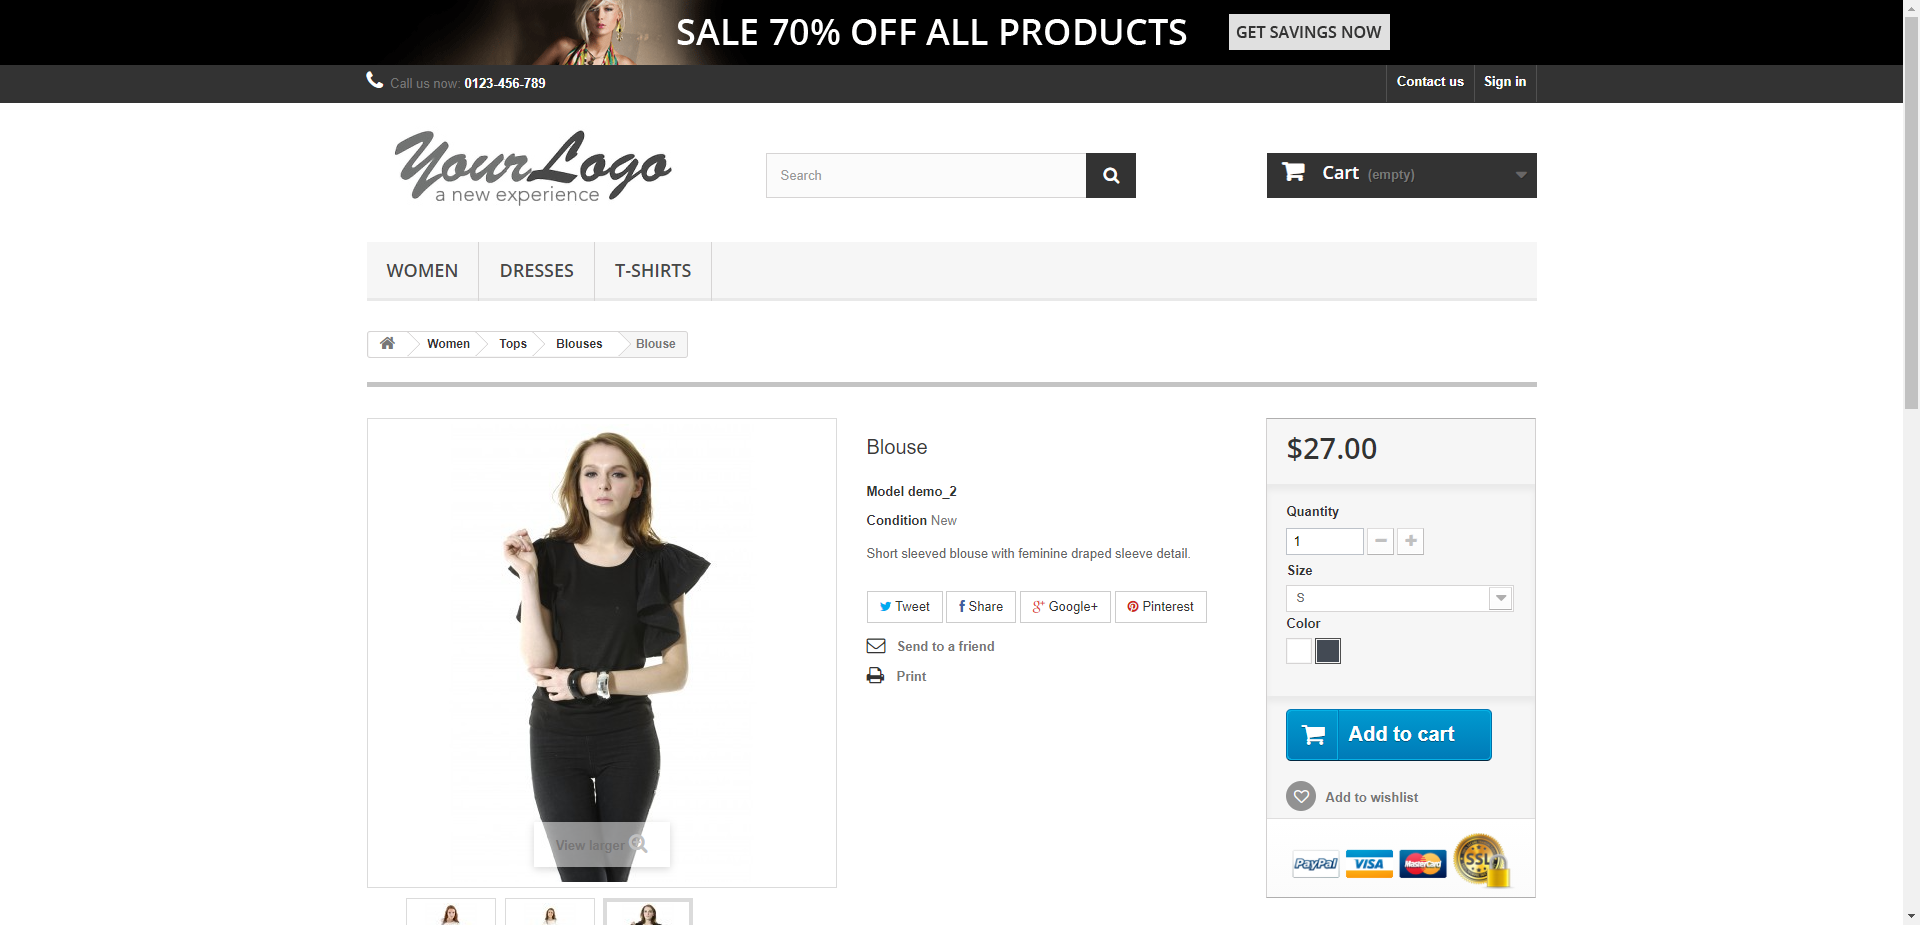 SALE 70% OFF ALL PRODUCTS
GET SAVINGS NOW
Call us now: 0123-456-789
Contact us
Sign in
YourLogo
a new experience
Search
Cart (empty)
WOMEN
DRESSES
T-SHIRTS
Women
Tops
Blouses
Blouse
View larger
Blouse
Model demo_2
Condition New
Short sleeved blouse with feminine draped sleeve detail.
Tweet
Share
Google+
Pinterest
Send to a friend
Print
$27.00
Quantity
1
Size
S
Color
Add to cart
Add to wishlist
PayPal
VISA
MasterCard
SSL